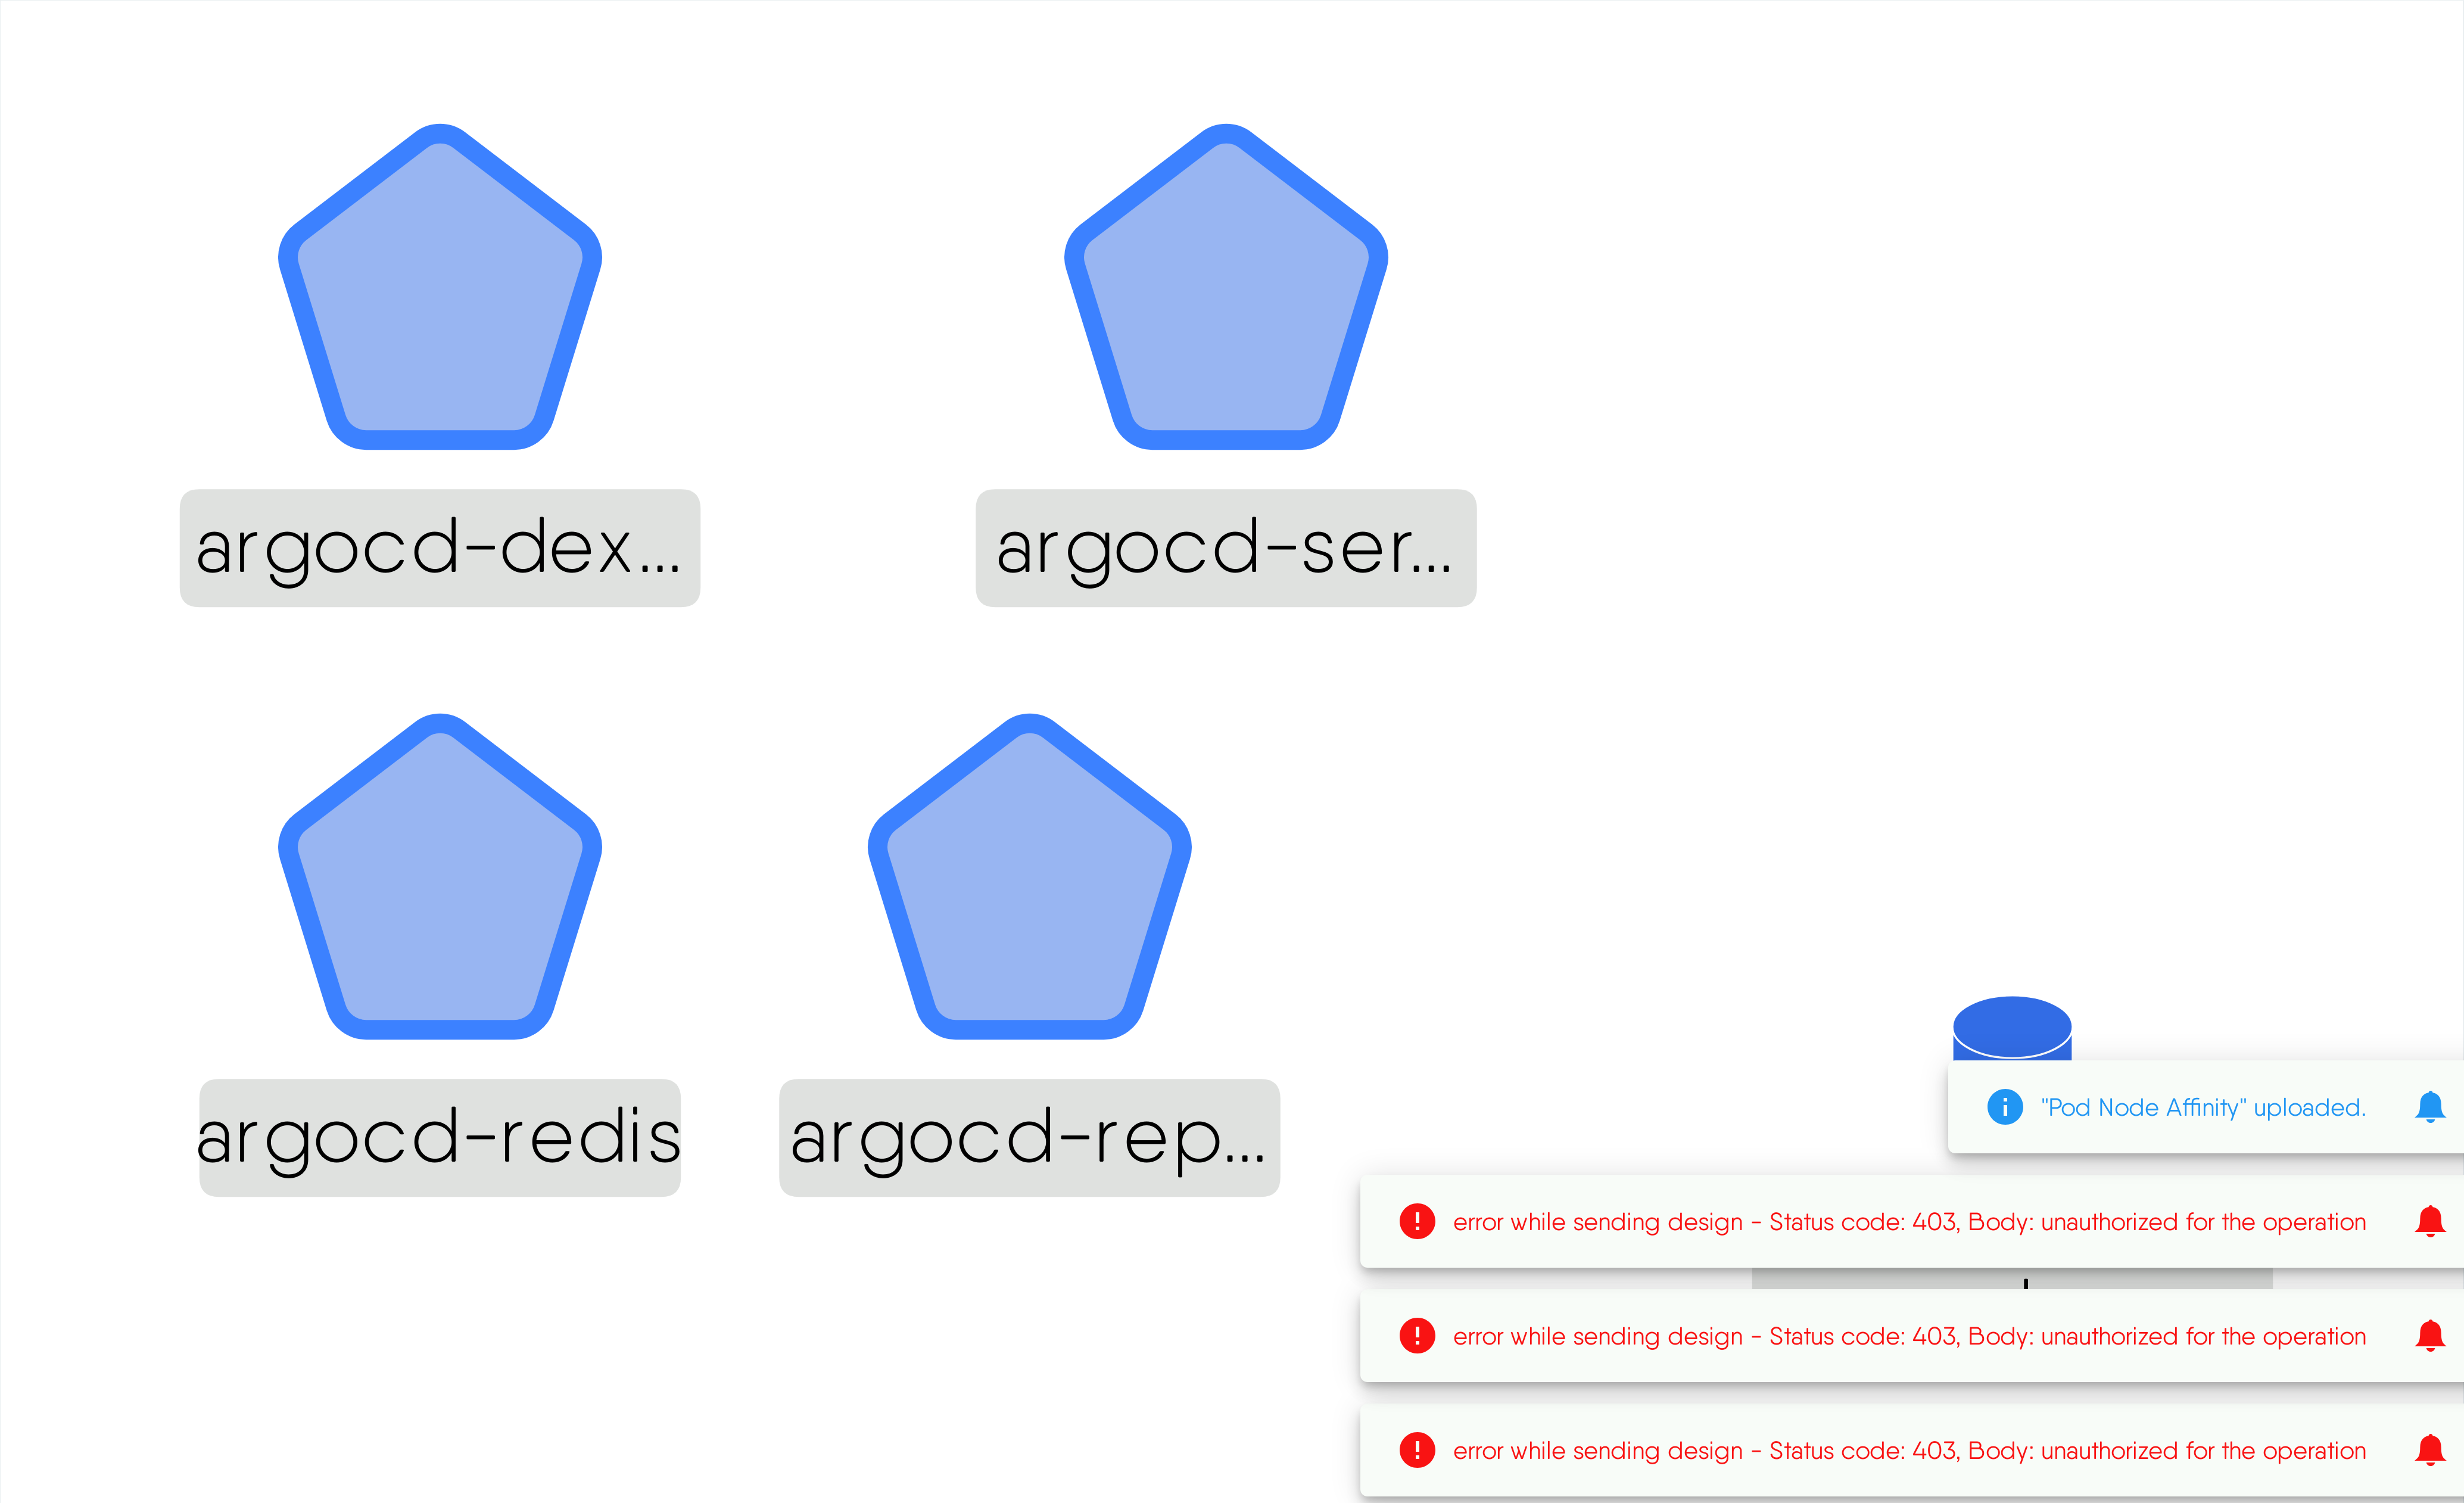 argocd-dex...
argocd-ser...
argocd-redis
argocd-rep...
"Pod Node Affinity" uploaded.
error while sending design - Status code: 403, Body: unauthorized for the operation
error while sending design - Status code: 403, Body: unauthorized for the operation
error while sending design - Status code: 403, Body: unauthorized for the operation